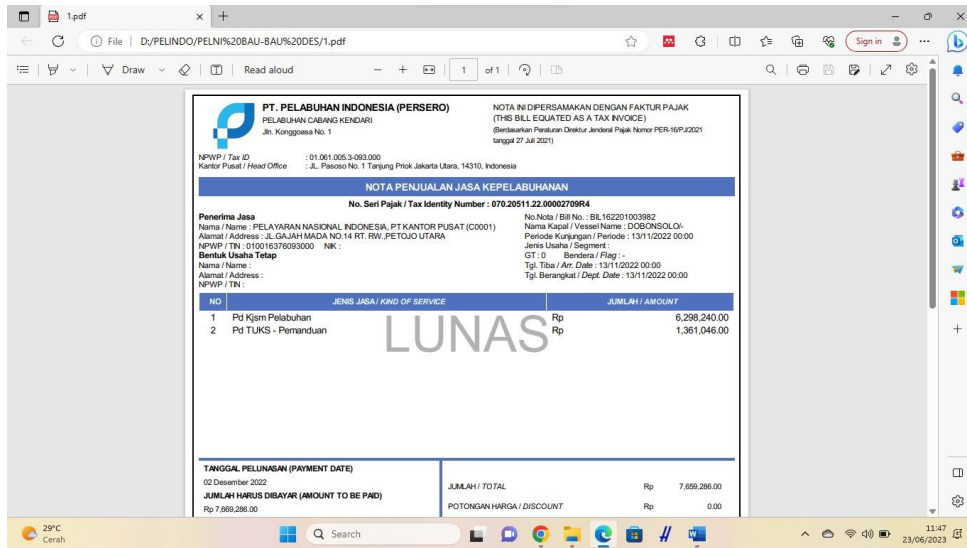 1.pdf
File D:/PELINDO/PELNI%20BAU-BAU%20DES/1.pdf
Sign in
Draw Read aloud 1 of 1
PT. PELABUHAN INDONESIA (PERSERO)
PELABUHAN CABANG KENDARI
Jln. Konggoasa No. 1
NOTA INI DIPERSAMAKAN DENGAN FAKTUR PAJAK
(THIS BILL EQUATED AS A TAX INVOICE)
(Berdasarkan Peraturan Direktur Jenderal Pajak Nomor PER-16/PJ/2021
tanggal 27 Juli 2021)
NPWP / Tax ID : 01.061.005.3-093.000
Kantor Pusat / Head Office : JL. Pasoso No. 1 Tanjung Priok Jakarta Utara, 14310, Indonesia
NOTA PENJUALAN JASA KEPELABUHANAN
No. Seri Pajak / Tax Identity Number : 070.20511.22.00002709R4
Penerima Jasa
Nama / Name : PELAYARAN NASIONAL INDONESIA, PT KANTOR PUSAT (C0001)
Alamat / Address : JL.GAJAH MADA NO.14 RT. RW.,PETOJO UTARA
NPWP / TIN : 010016376093000 NIK :
Bentuk Usaha Tetap
Nama / Name :
Alamat / Address :
NPWP / TIN :
No.Nota / Bill No. : BIL162201003982
Nama Kapal / Vessel Name : DOBONSOLO/-
Periode Kunjungan / Periode : 13/11/2022 00:00
Jenis Usaha / Segment :
GT : 0 Bendera / Flag : -
Tgl. Tiba / Arr. Date : 13/11/2022 00:00
Tgl. Berangkat / Dept. Date : 13/11/2022 00:00
NO JENIS JASA / KIND OF SERVICE JUMLAH / AMOUNT
1 Pd Kjsm Pelabuhan Rp 6,298,240.00
2 Pd TUKS - Pemanduan Rp 1,361,046.00
LUNAS
TANGGAL PELUNASAN (PAYMENT DATE)
02 Desember 2022
JUMLAH HARUS DIBAYAR (AMOUNT TO BE PAID)
Rp 7,669,286.00
JUMLAH / TOTAL Rp 7,659,286.00
POTONGAN HARGA / DISCOUNT Rp 0.00
29°C
Cerah
Search
11:47
23/06/2023